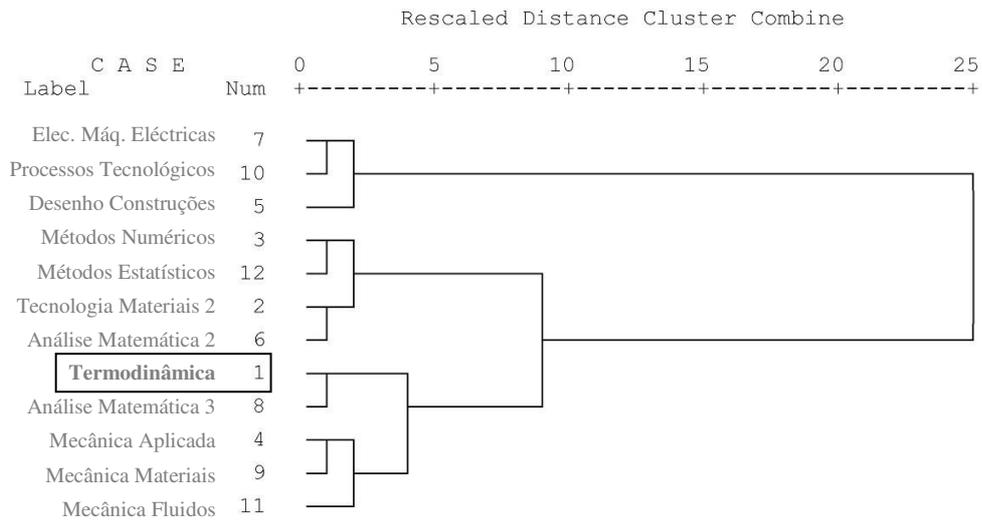 Rescaled Distance Cluster Combine
C A S E 0 5 10 15 20 25
Label Num +---------+---------+---------+---------+---------+
Elec. Máq. Eléctricas 7
Processos Tecnológicos 10
Desenho Construções 5
Métodos Numéricos 3
Métodos Estatísticos 12
Tecnologia Materiais 2 2
Análise Matemática 2 6
Termodinâmica 1
Análise Matemática 3 8
Mecânica Aplicada 4
Mecânica Materiais 9
Mecânica Fluidos 11